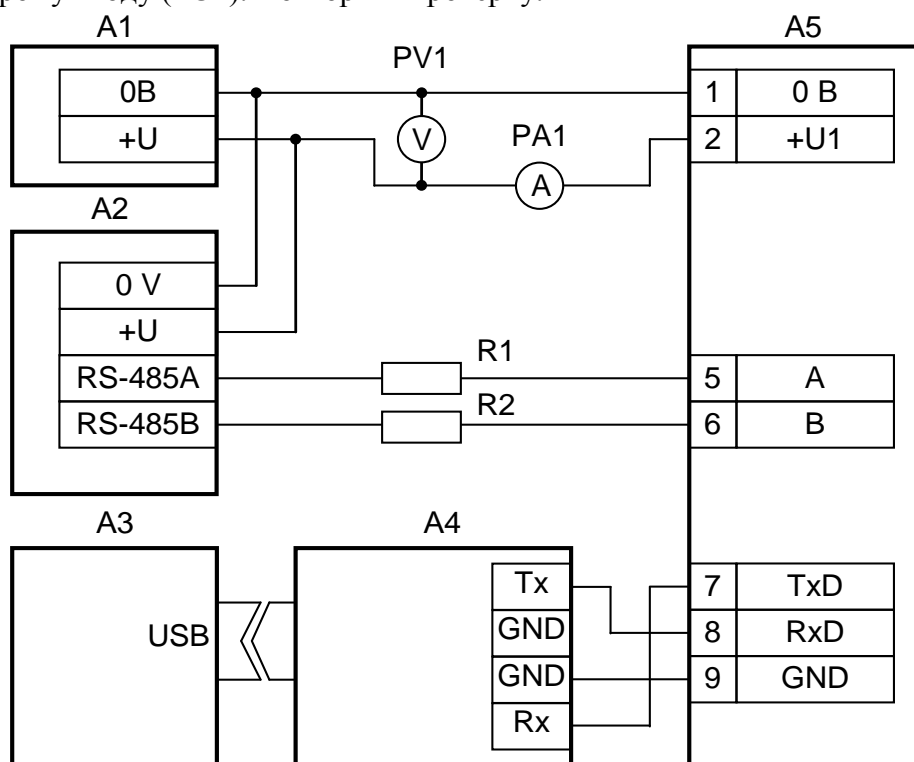 A1 A5
PV1
0В 1 0 В
+U V PA1 2 +U1
A
A2
0 V
+U
R1
RS-485A 5 A
R2
RS-485B 6 B
A3 A4
Tx 7 TxD
USB GND 8 RxD
GND 9 GND
Rx